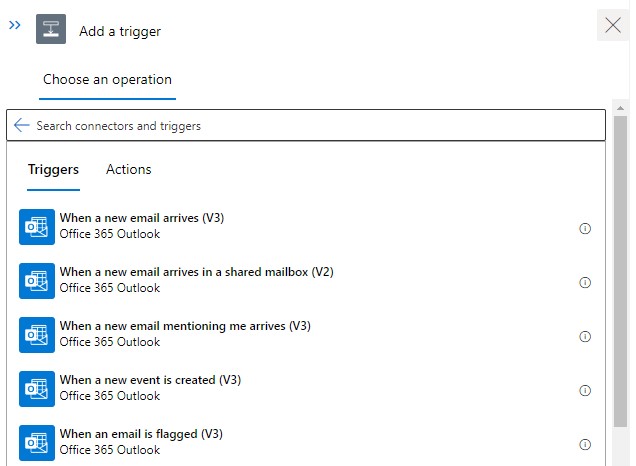 Add a trigger
Choose an operation
Search connectors and triggers
Triggers Actions
When a new email arrives (V3)
Office 365 Outlook
When a new email arrives in a shared mailbox (V2)
Office 365 Outlook
When a new email mentioning me arrives (V3)
Office 365 Outlook
When a new event is created (V3)
Office 365 Outlook
When an email is flagged (V3)
Office 365 Outlook